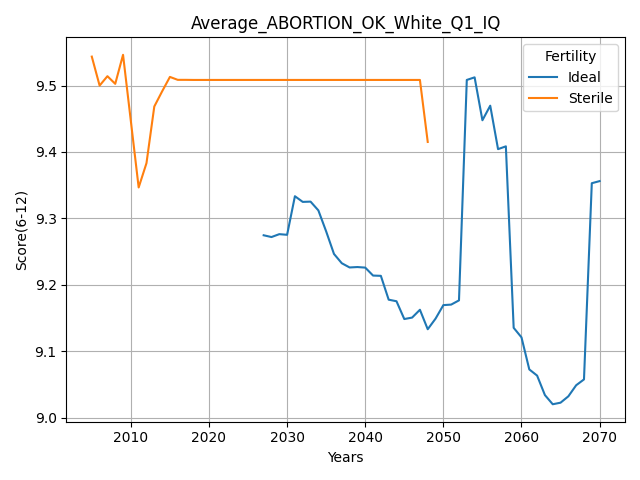 Average_ABORTION_OK_White_Q1_IQ
Fertility
Ideal
Sterile
Score(6-12)
9.5
9.4
9.3
9.2
9.1
9.0
2010 2020 2030 2040 2050 2060 2070
Years